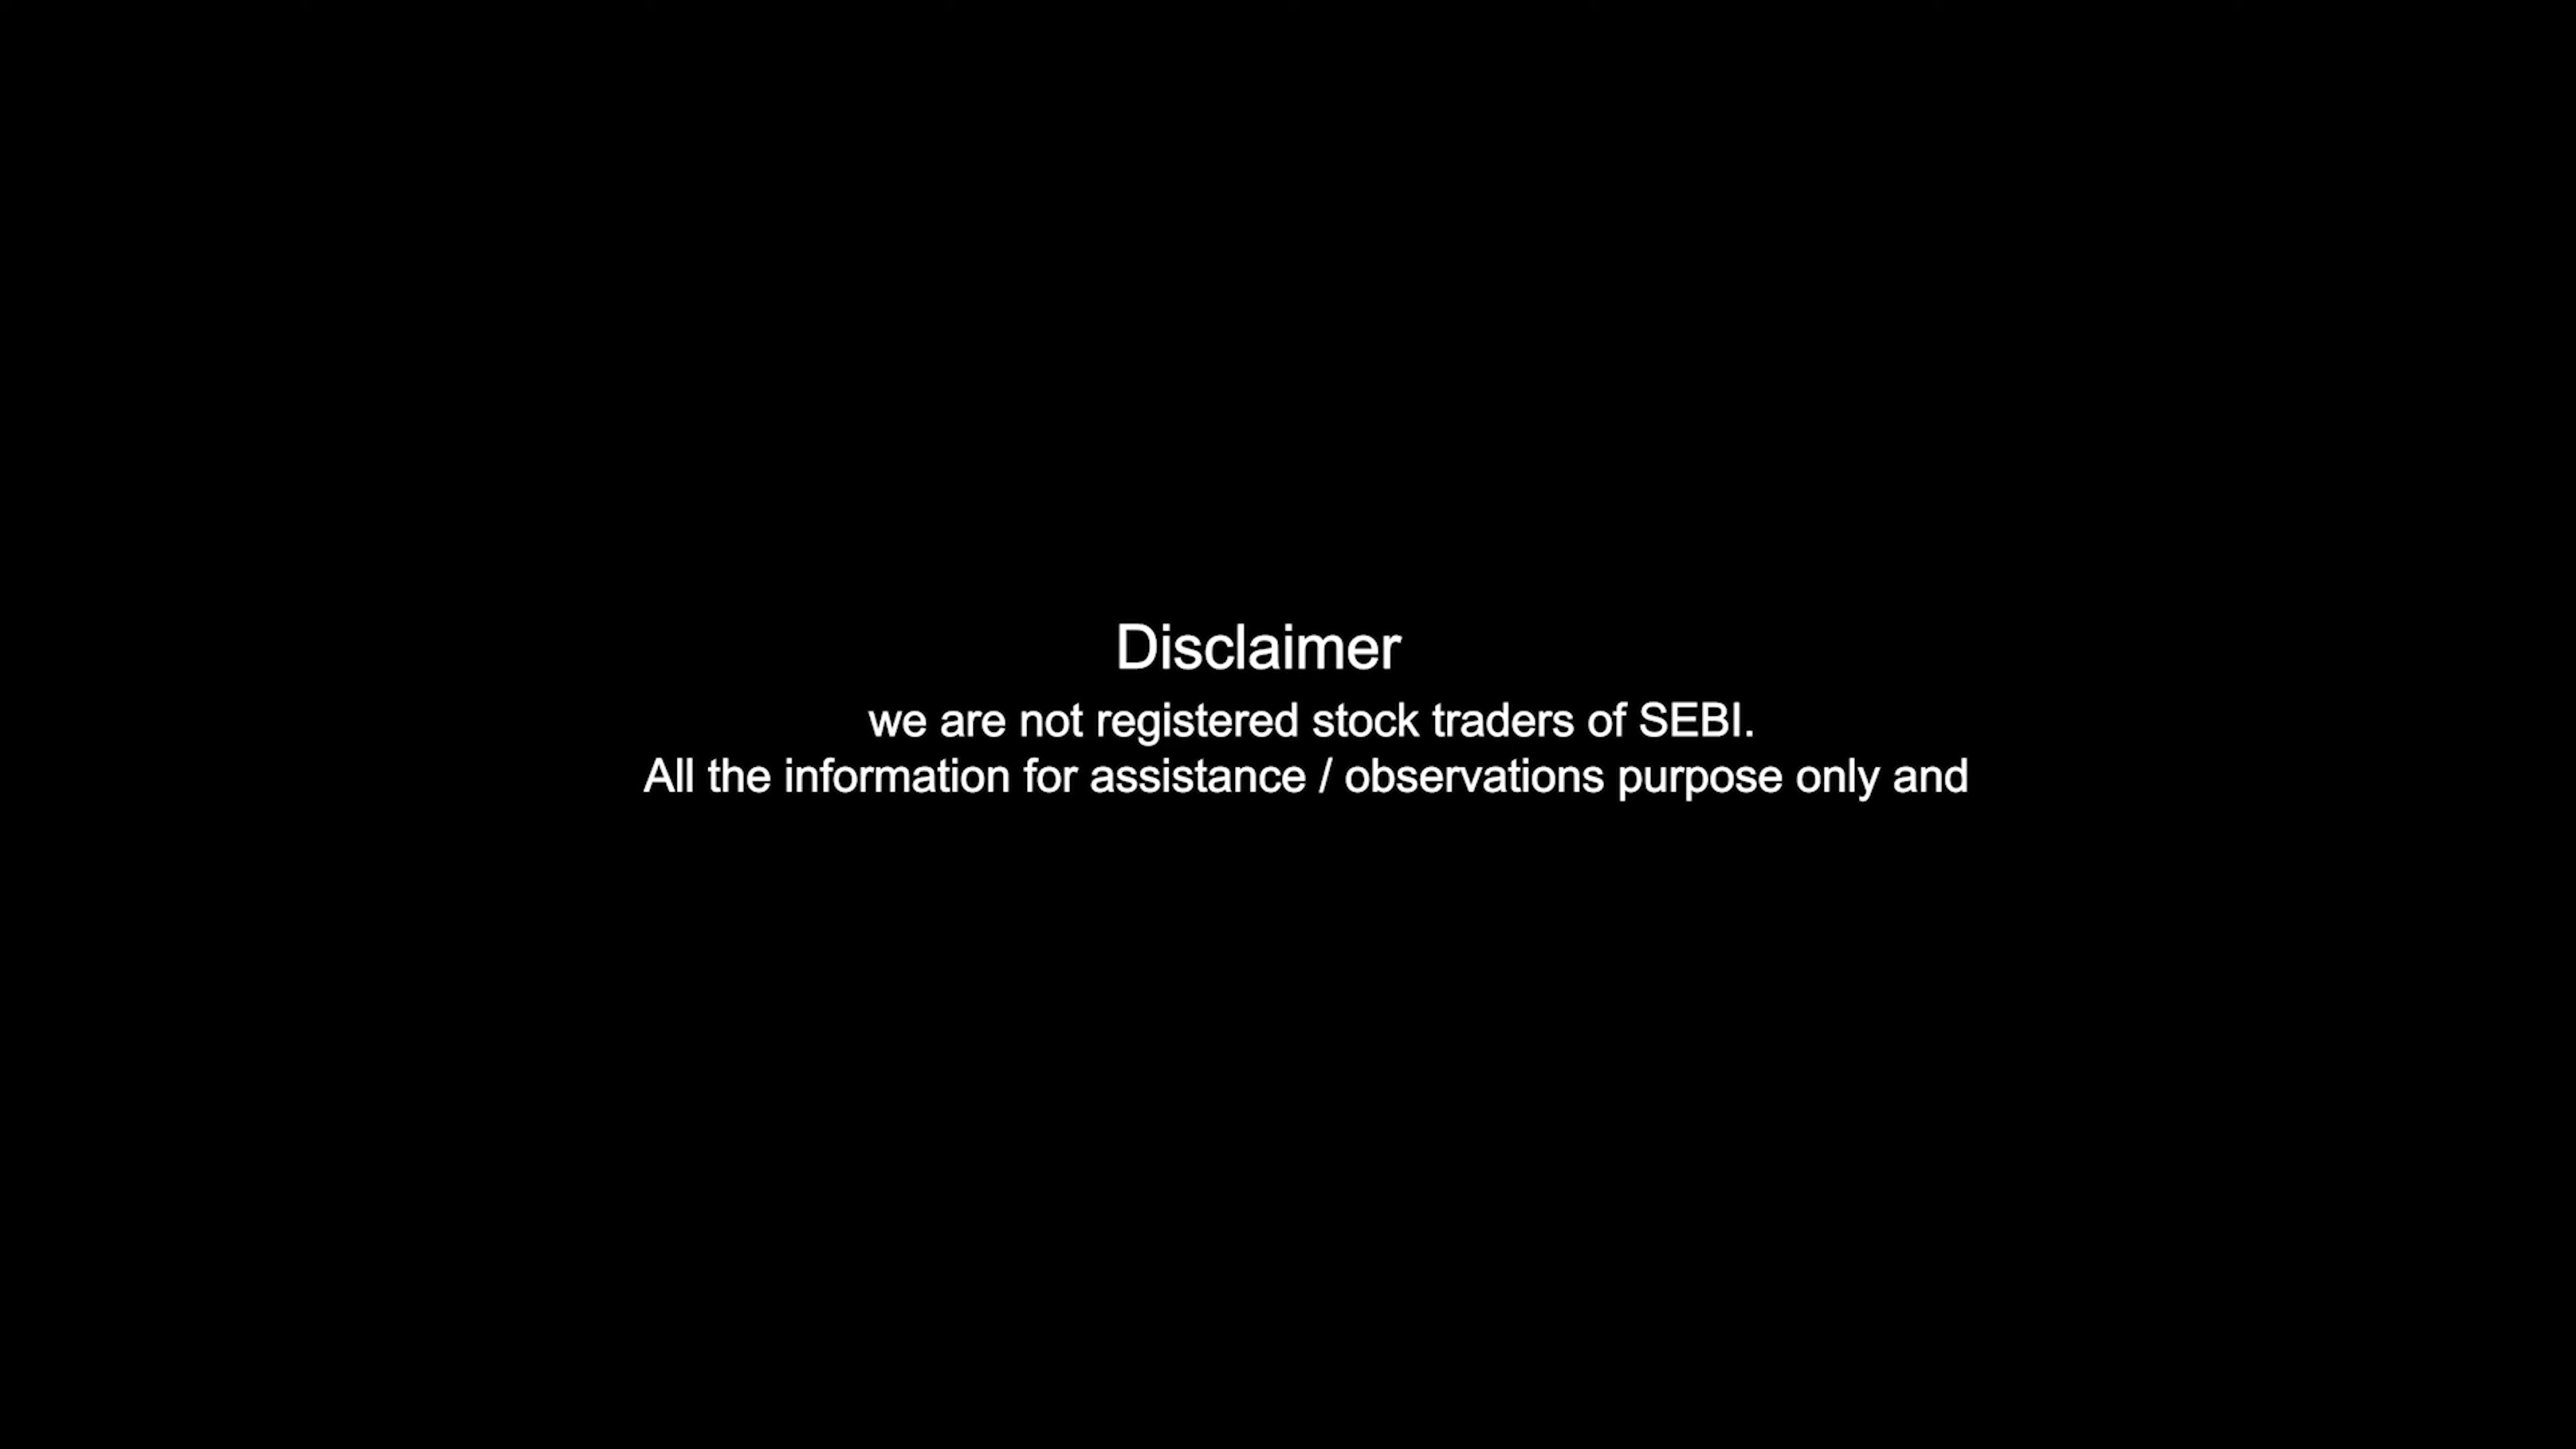 Disclaimer
we are not registered stock traders of SEBI.
All the information for assistance / observations purpose only and